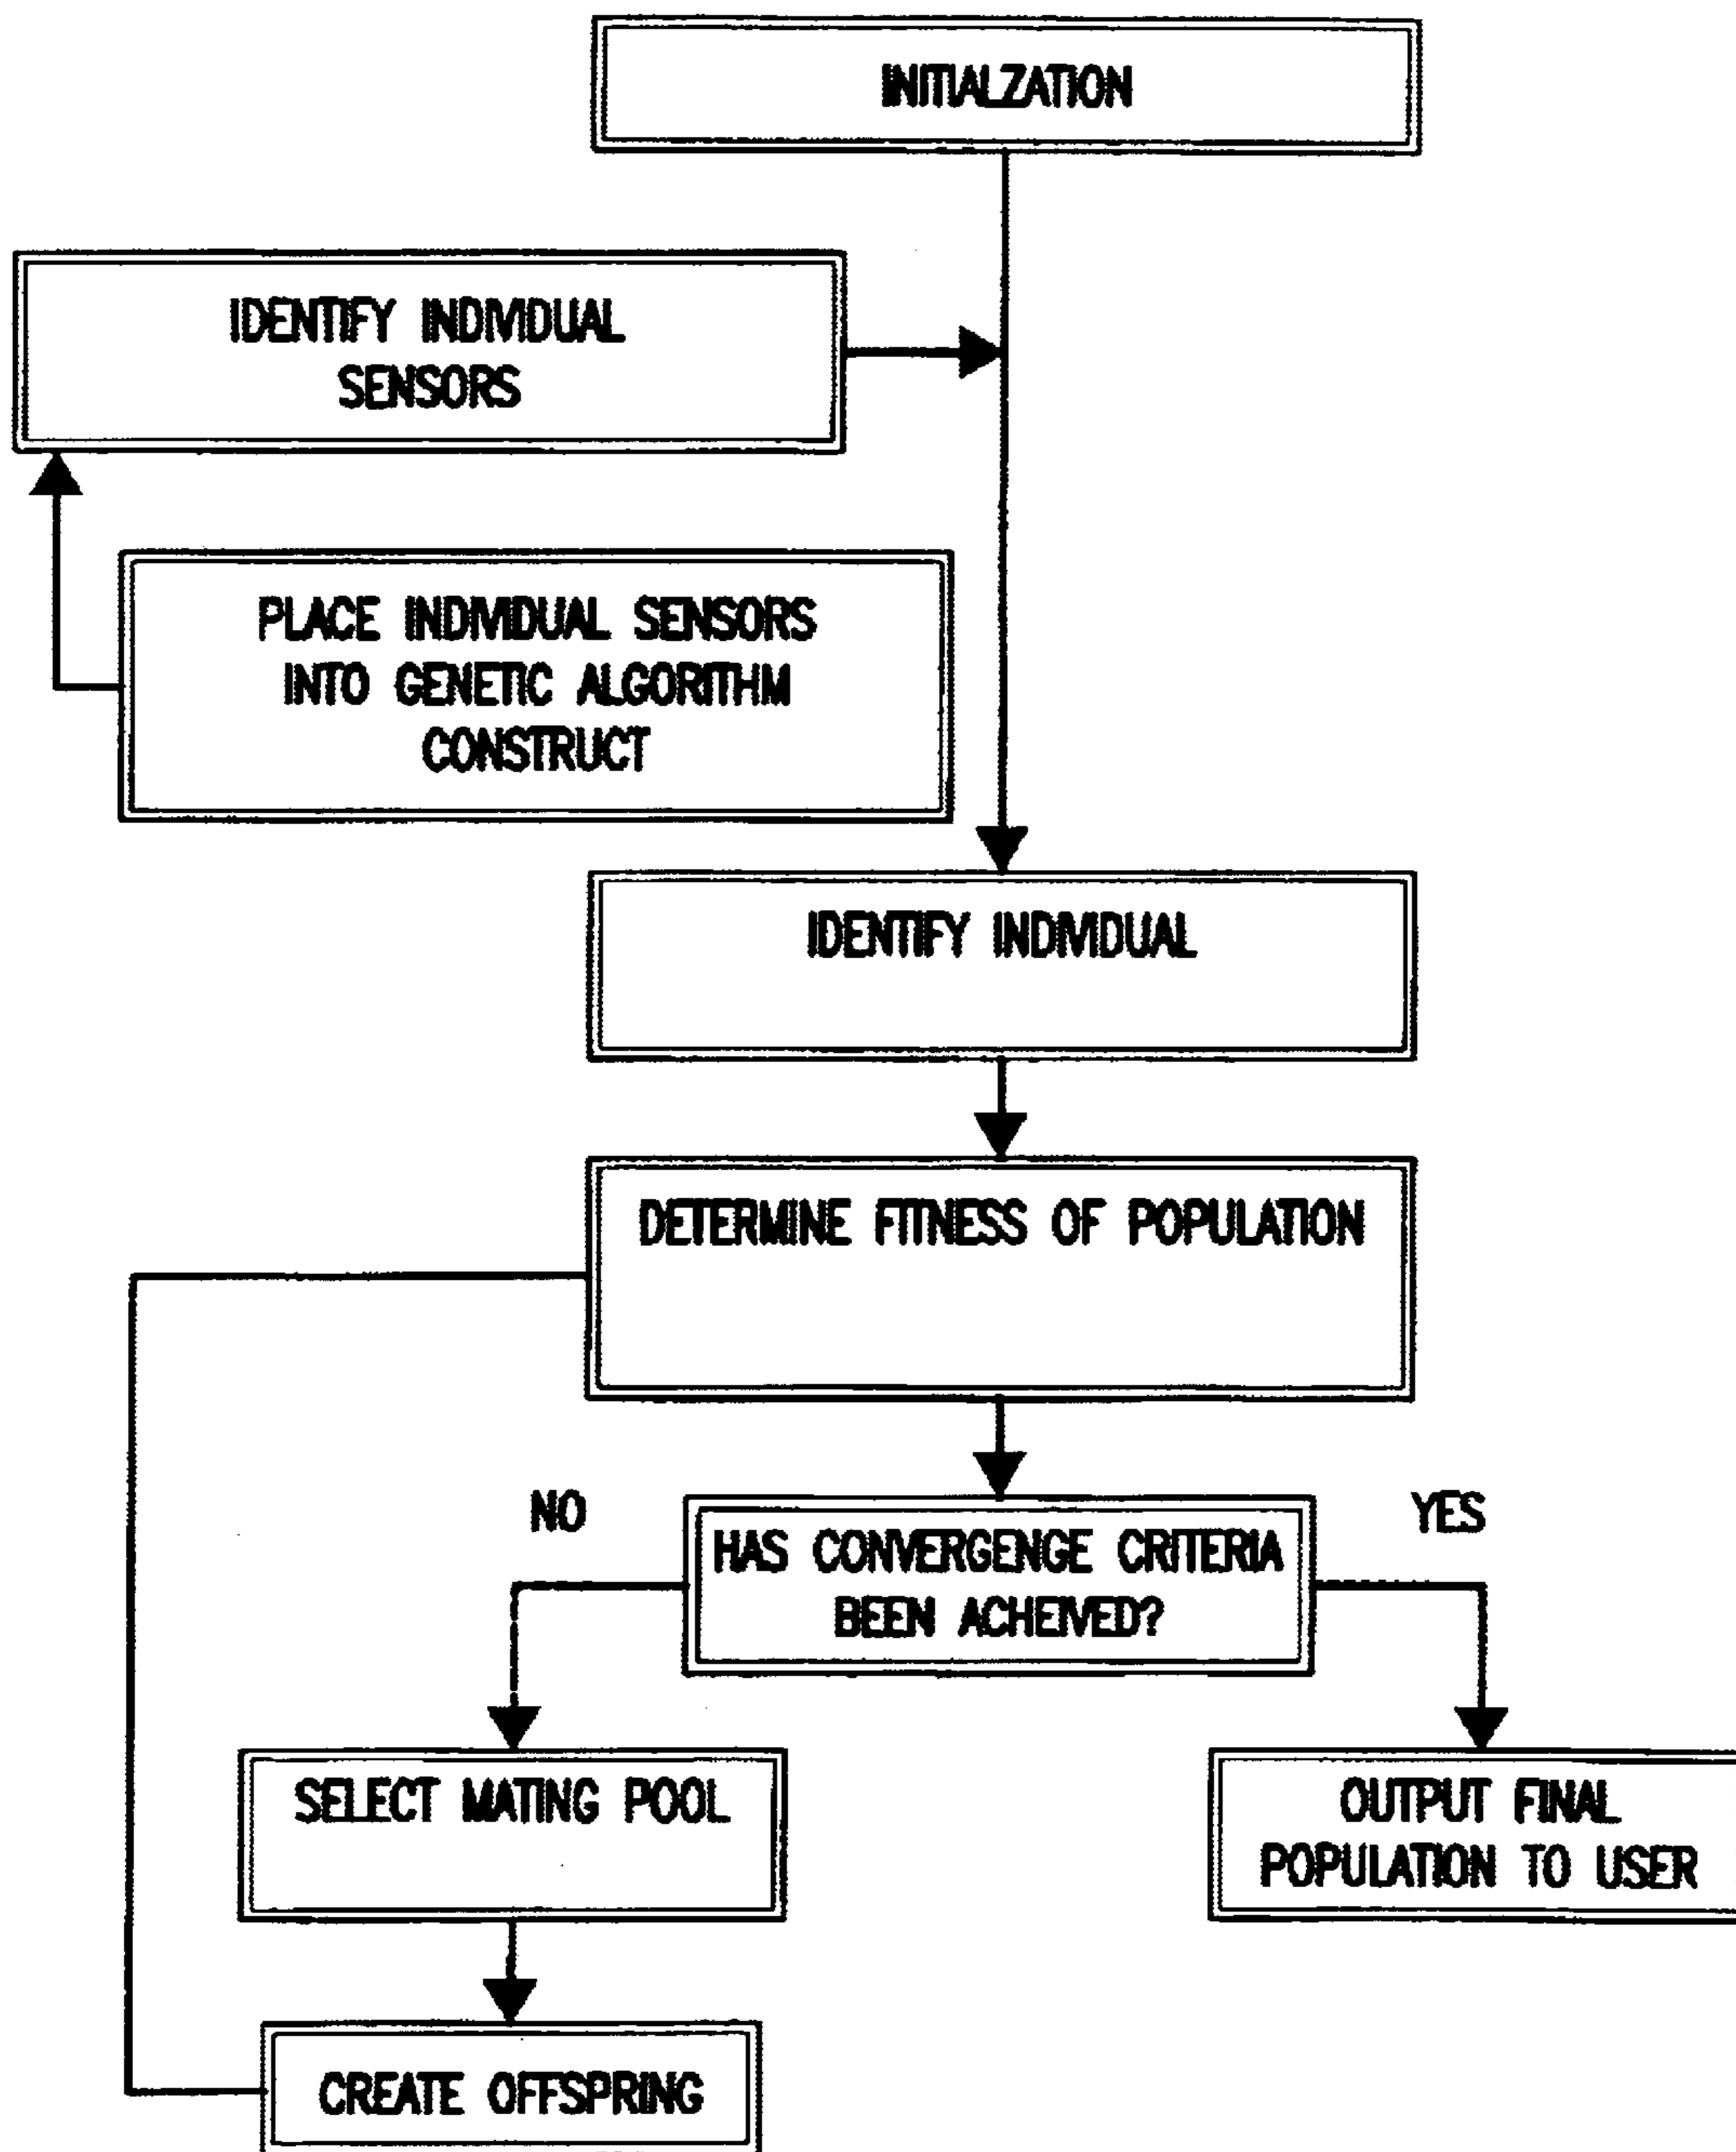 INITIALZATION
IDENTIFY INDIVIDUAL
SENSORS
PLACE INDIVIDUAL SENSORS
INTO GENETIC ALGORITHM
CONSTRUCT
IDENTIFY INDIVIDUAL
DETERMINE FITNESS OF POPULATION
NO
YES
HAS CONVERGENGE CRITERIA
BEEN ACHEIVED?
SELECT MATING POOL
OUTPUT FINAL
POPULATION TO USER
CREATE OFFSPRING